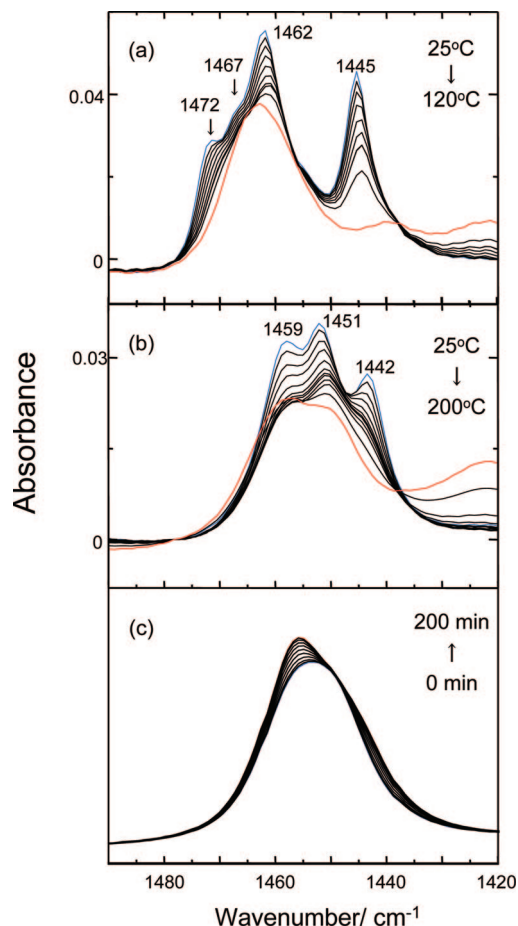 (a)
1462
1467
1472
1445
25°C
↓
120°C
0.04
0
(b)
1459
1451
1442
25°C
↓
200°C
0.03
0
Absorbance
(c)
200 min
↑
0 min
1480 1460 1440 1420
Wavenumber/ cm⁻¹